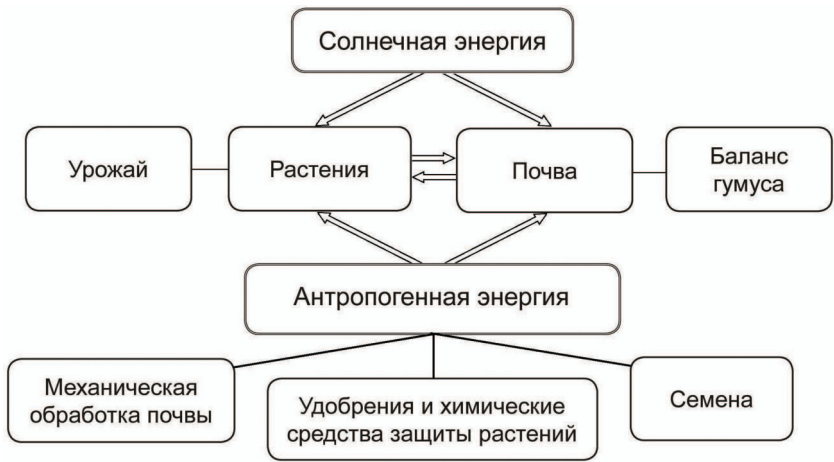 Солнечная энергия
Урожай
Растения
Почва
Баланс
гумуса
Антропогенная энергия
Механическая
обработка почвы
Удобрения и химические
средства защиты растений
Семена